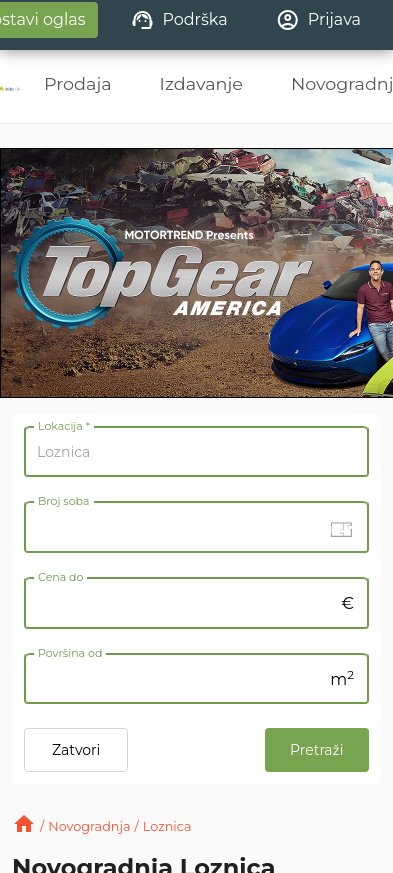 ostavi oglas Podrška Prijava
Prodaja Izdavanje Novogradnj
MOTORTREND Presents
TopGear
AMERICA
Lokacija *
Loznica
Broj soba
Cena do
€
Površina od
m²
Zatvori Pretraži
/ Novogradnja / Loznica
Novogradnja Loznica